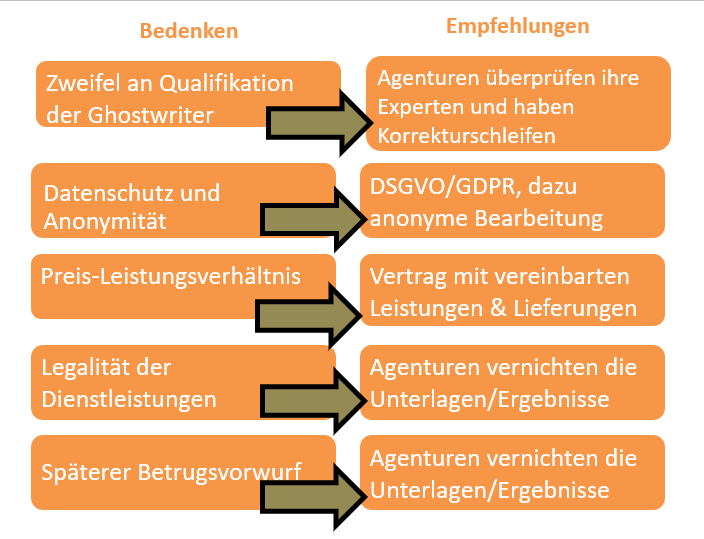 Bedenken
Empfehlungen
Zweifel an Qualifikation
der Ghostwriter
Agenturen überprüfen ihre
Experten und haben
Korrekturschleifen
Datenschutz und
Anonymität
DSGVO/GDPR, dazu
anonyme Bearbeitung
Preis-Leistungsverhältnis
Vertrag mit vereinbarten
Leistungen & Lieferungen
Legalität der
Dienstleistungen
Agenturen vernichten die
Unterlagen/Ergebnisse
Späterer Betrugsvorwurf
Agenturen vernichten die
Unterlagen/Ergebnisse